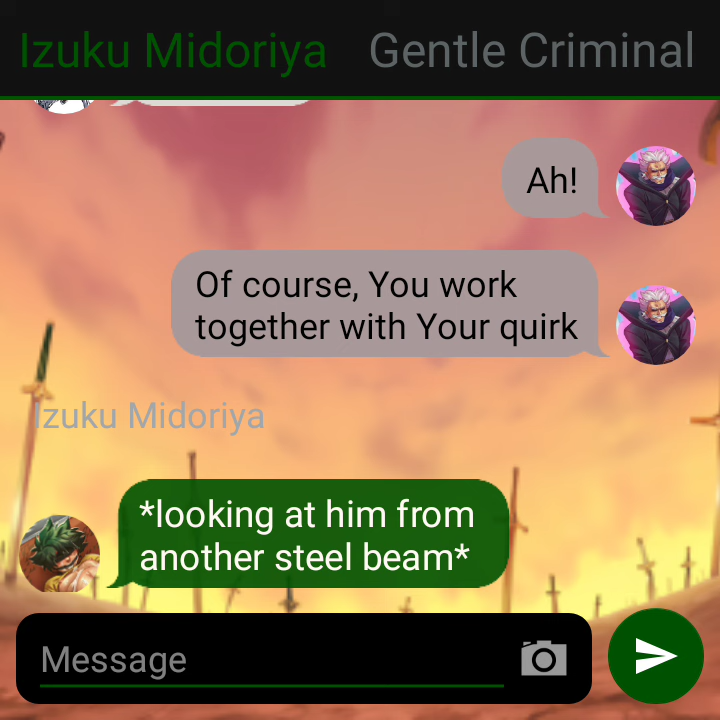 Izuku Midoriya Gentle Criminal
Ah!
Of course, You work
together with Your quirk
Izuku Midoriya
*looking at him from
another steel beam*
Message